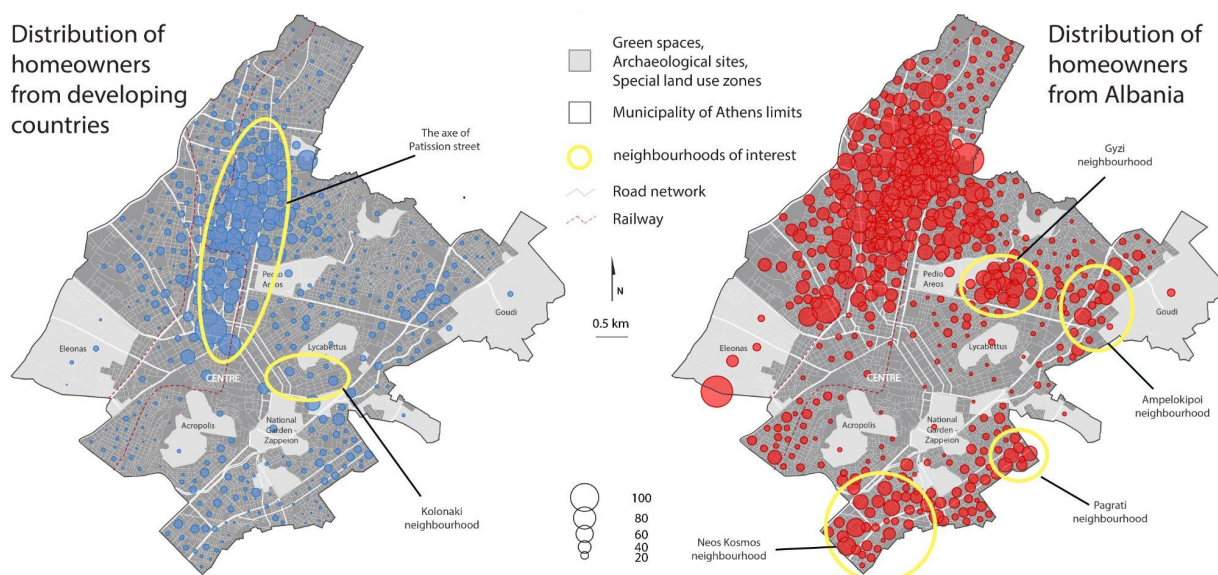 Distribution of
homeowners
from developing
countries
The axe of
Patission street
Pedio
Areos
Goudi
Eleonas
Lycabettus
CENTRE
Acropolis
National
Garden -
Zappeion
Kolonaki
neighbourhood
Green spaces,
Archaeological sites,
Special land use zones
Municipality of Athens limits
neighbourhoods of interest
Road network
Railway
N
0.5 km
100
80
60
40
20
Distribution of
homeowners
from Albania
Gyzi
neighbourhood
Pedio
Areos
Goudi
Eleonas
Lycabettus
CENTRE
Ampelokipoi
neighbourhood
Acropolis
National
Garden -
Zappeion
Pagrati
neighbourhood
Neos Kosmos
neighbourhood